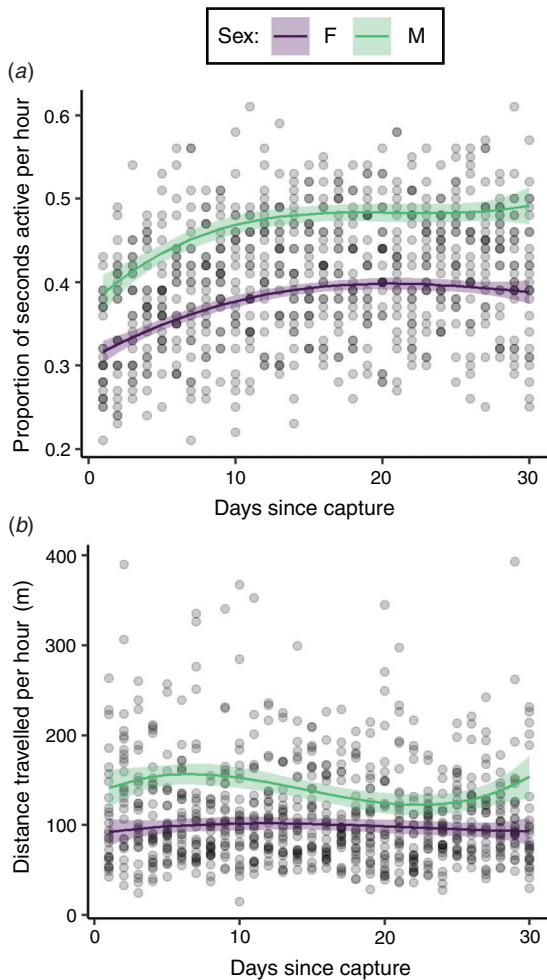 Sex: F M
(a)
Proportion of seconds active per hour
0.6
0.5
0.4
0.3
0.2
0 10 20 30
Days since capture
(b)
Distance travelled per hour (m)
400
300
200
100
0
0 10 20 30
Days since capture